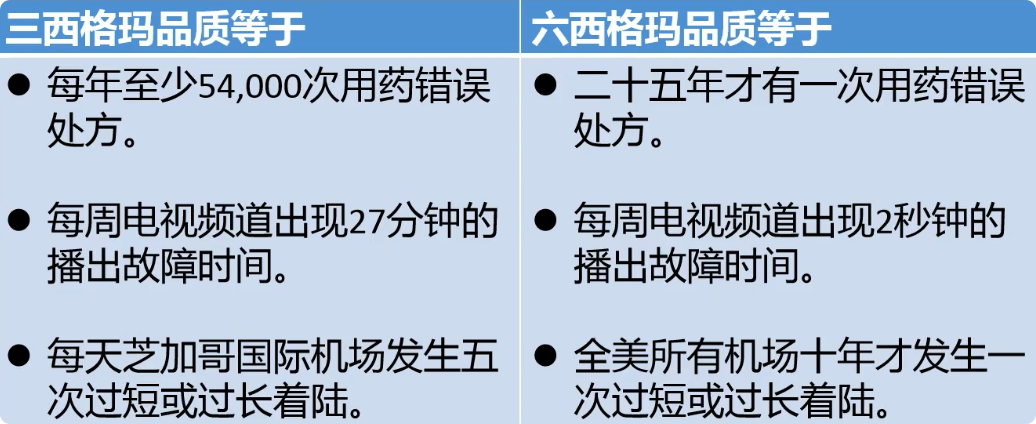 三西格玛品质等于
● 每年至少54,000次用药错误
处方。
● 每周电视频道出现27分钟的
播出故障时间。
● 每天芝加哥国际机场发生五
次过短或过长着陆。
六西格玛品质等于
● 二十五年才有一次用药错误
处方。
● 每周电视频道出现2秒钟的
播出故障时间。
● 全美所有机场十年才发生一
次过短或过长着陆。